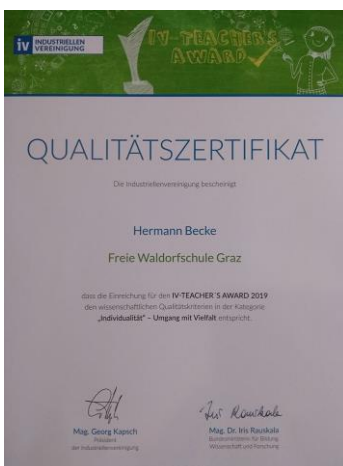 iv INDUSTRIELLEN
VEREINIGUNG
IV-TEACHER'S
AWARD
QUALITÄTSZERTIFIKAT
Die Industriellenvereinigung bescheinigt
Hermann Becke
Freie Waldorfschule Graz
dass die Einreichung für den IV-TEACHER´S AWARD 2019
den wissenschaftlichen Qualitätskriterien in der Kategorie
„Individualität" – Umgang mit Vielfalt entspricht.
Iris Rauskala
Mag. Georg Kapsch
Präsident
der Industriellenvereinigung
Mag. Dr. Iris Rauskala
Bundesministerin für Bildung
Wissenschaft und Forschung